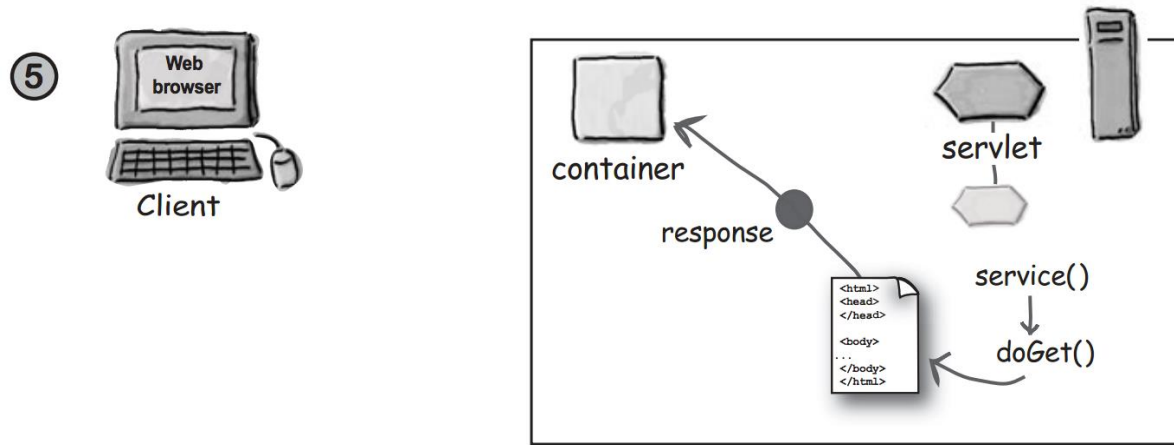 5
Web
browser
Client
container
servlet
response
service()
doGet()
<html>
<head>
</head>
<body>
...
</body>
</html>